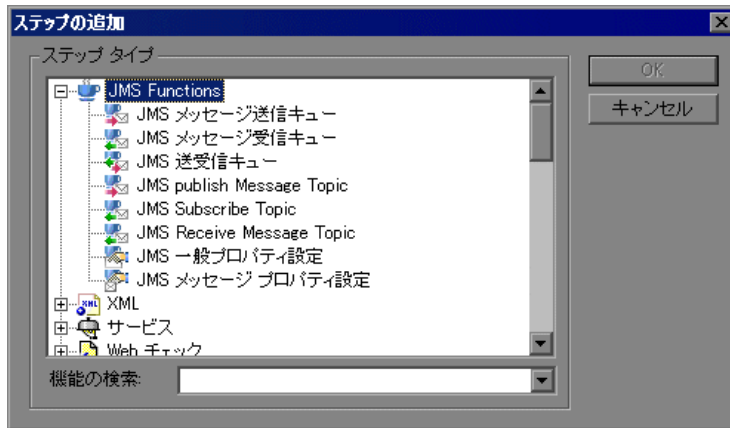 ステップの追加
ステップ タイプ
JMS Functions
JMS メッセージ送信キュー
JMS メッセージ受信キュー
JMS 送受信キュー
JMS publish Message Topic
JMS Subscribe Topic
JMS Receive Message Topic
JMS 一般プロパティ設定
JMS メッセージ プロパティ設定
XML
サービス
Web チェック
機能の検索:
OK
キャンセル